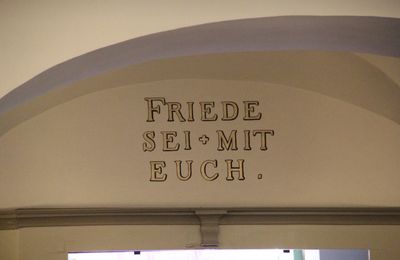 FRIEDE
SEI + MIT
EUCH.